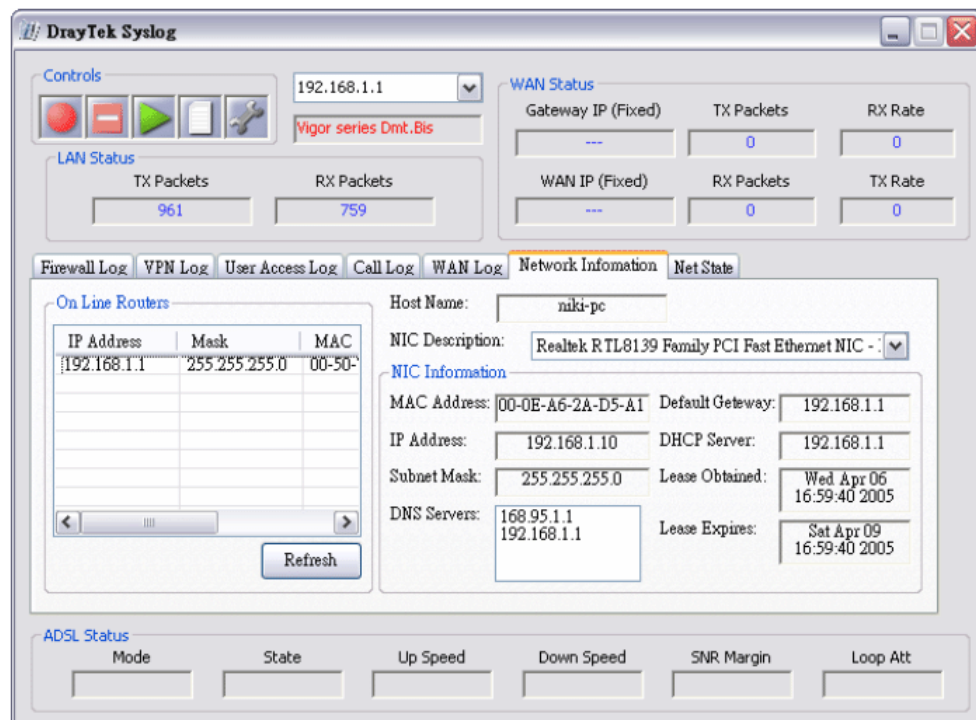 DrayTek Syslog
Controls
192.168.1.1
Vigor series Dmt.Bis
WAN Status
Gateway IP (Fixed) TX Packets RX Rate
--- 0 0
WAN IP (Fixed) RX Packets TX Rate
--- 0 0
LAN Status
TX Packets RX Packets
961 759
Firewall Log VPN Log User Access Log Call Log WAN Log Network Infomation Net State
On Line Routers
IP Address Mask MAC
192.168.1.1 255.255.255.0 00-50-
Refresh
Host Name: niki-pc
NIC Description: Realtek RTL8139 Family PCI Fast Ethernet NIC -
NIC Information
MAC Address: 00-0E-A6-2A-D5-A1 Default Geteway: 192.168.1.1
IP Address: 192.168.1.10 DHCP Server: 192.168.1.1
Subnet Mask: 255.255.255.0 Lease Obtained: Wed Apr 06
16:59:40 2005
DNS Servers: 168.95.1.1
192.168.1.1
Lease Expires: Sat Apr 09
16:59:40 2005
ADSL Status
Mode State Up Speed Down Speed SNR Margin Loop Att